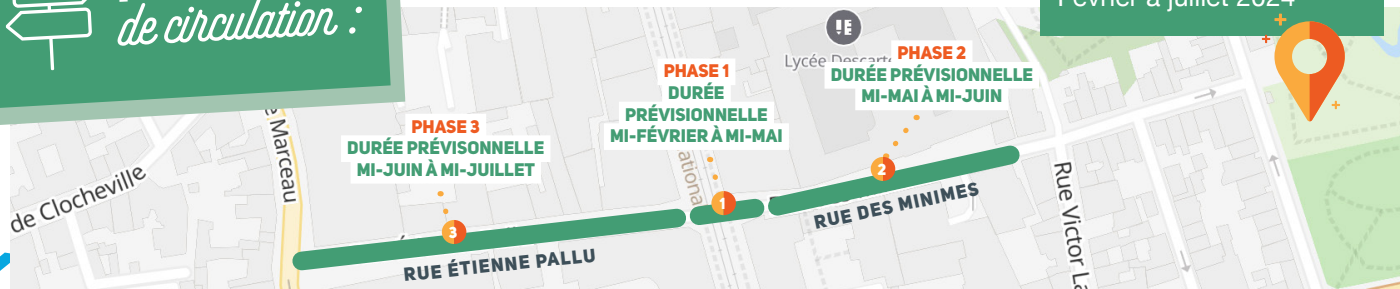 de circulation :
Février à juillet 2024
Lycée Descartes
PHASE 1
DURÉE
PRÉVISIONNELLE
MI-FÉVRIER À MI-MAI
PHASE 2
DURÉE PRÉVISIONNELLE
MI-MAI À MI-JUIN
PHASE 3
DURÉE PRÉVISIONNELLE
MI-JUIN À MI-JUILLET
Marceau
de Clocheville
ationa
1
2
3
RUE ÉTIENNE PALLU
RUE DES MINIMES
Rue Victor La